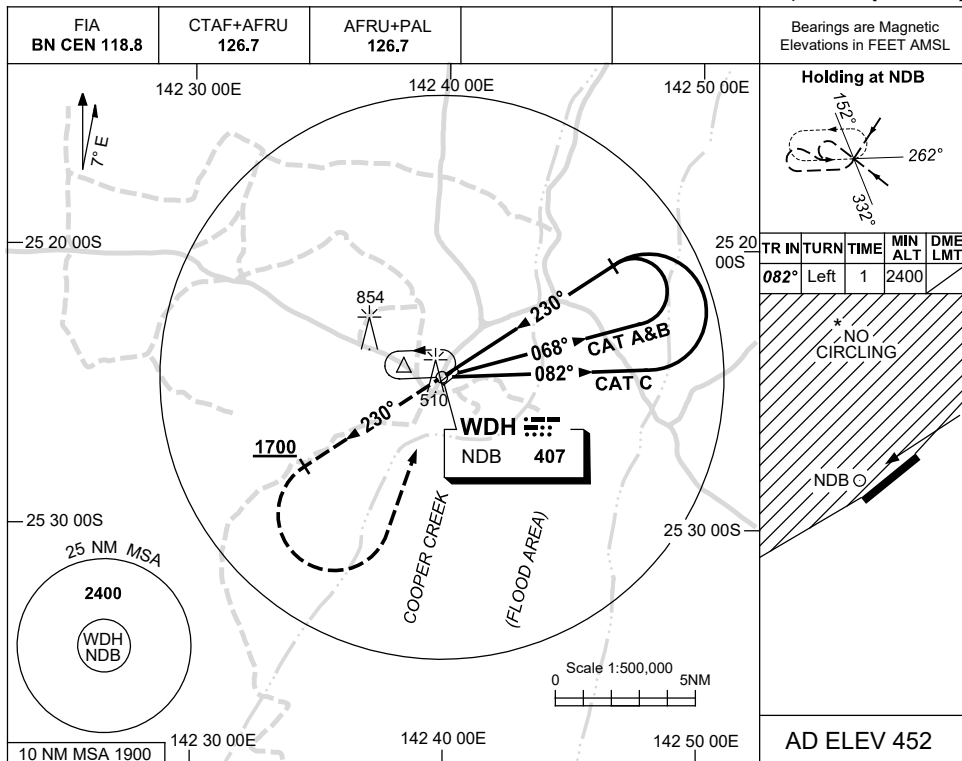 FIA
BN CEN 118.8
CTAF+AFRU
126.7
AFRU+PAL
126.7
Bearings are Magnetic
Elevations in FEET AMSL
142 30 00E
142 40 00E
142 50 00E
7° E
25 20 00S
25 20
00S
854
230°
068°
CAT A&B
082°
CAT C
510
230°
1700
WDH
NDB 407
25 30 00S
25 30 00S
COOPER CREEK
(FLOOD AREA)
25 NM MSA
2400
WDH
NDB
Scale 1:500,000
0 5NM
10 NM MSA 1900
142 30 00E
142 40 00E
142 50 00E
Holding at NDB
152°
262°
332°
TR IN TURN TIME MIN ALT DME LMT
082° Left 1 2400
*
NO
CIRCLING
NDB
AD ELEV 452